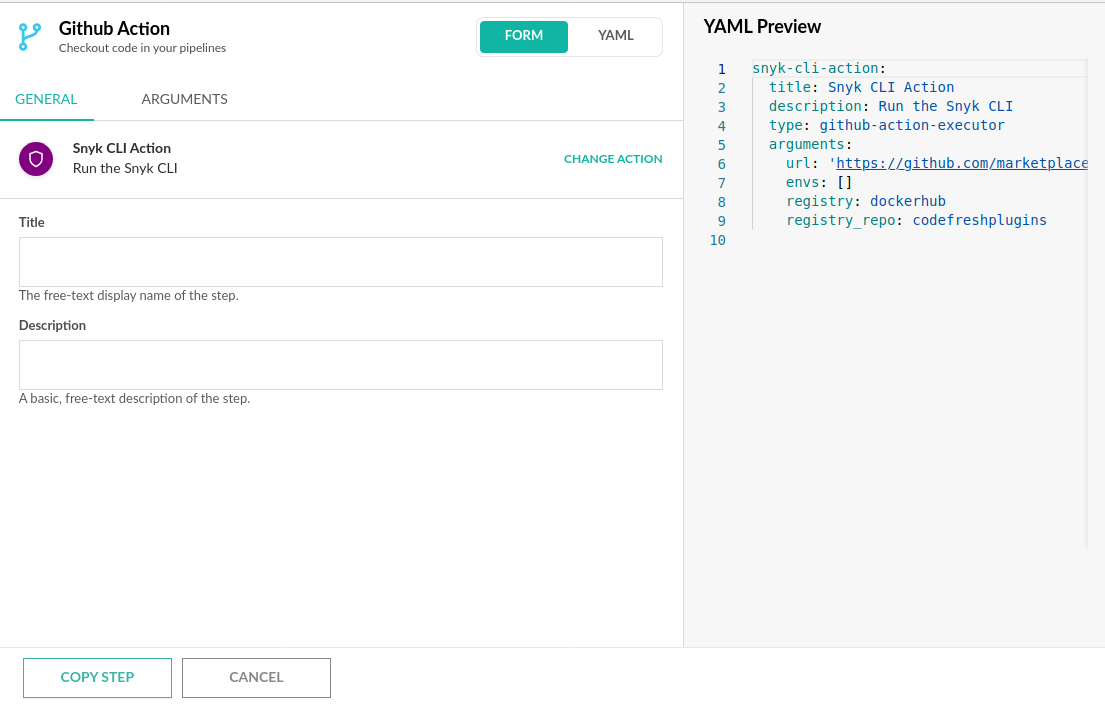 Github Action
Checkout code in your pipelines
FORM
YAML
GENERAL
ARGUMENTS
Snyk CLI Action
Run the Snyk CLI
CHANGE ACTION
Title
The free-text display name of the step.
Description
A basic, free-text description of the step.
COPY STEP
CANCEL
YAML Preview
1 snyk-cli-action:
2 title: Snyk CLI Action
3 description: Run the Snyk CLI
4 type: github-action-executor
5 arguments:
6 url: 'https://github.com/marketplace
7 envs: []
8 registry: dockerhub
9 registry_repo: codefreshplugins
10